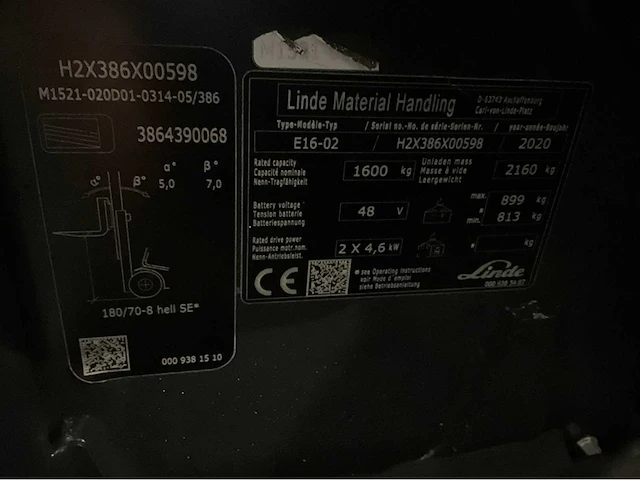 H2X386X00598
M1521-020D01-0314-05/386
3864390068
α° β°
5,0 7,0
α° β°
180/70-8 hell SE*
000 938 15 10
Linde Material Handling
D-63743 Aschaffenburg
Carl-von-Linde-Platz
Type-Modèle-Typ / Serial no.-No. de série-Serien-Nr. / year-année-Baujahr
E16-02 / H2X386X00598 2020
Rated capacity
Capacité nominale
Nenn-Tragfähigkeit
1600 kg
Unladen mass
Masse à vide
Leergewicht
2160 kg
Battery voltage
Tension batterie
Batteriespannung
48 V
max. 899 kg
*
min. 813 kg
Rated drive power
Puissance motr.nom.
Nenn-Antriebsleist.
2 X 4,6 kW
* kg
CE
* see Operating instructions
voir Mode d'emploi
siehe Betriebsanleitung
Linde